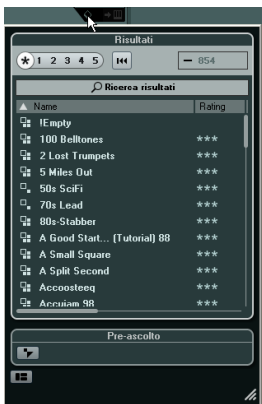 Risultati
* 1 2 3 4 5 854
Ricerca risultati
Name Rating
!Empty
100 Belltones ***
2 Lost Trumpets ***
5 Miles Out ***
50s SciFi ***
70s Lead ***
80s-Stabber ***
A Good Start... (Tutorial) 88 ***
A Small Square ***
A Split Second ***
Accoosteeq ***
Accuiam 98 ***
Pre-ascolto